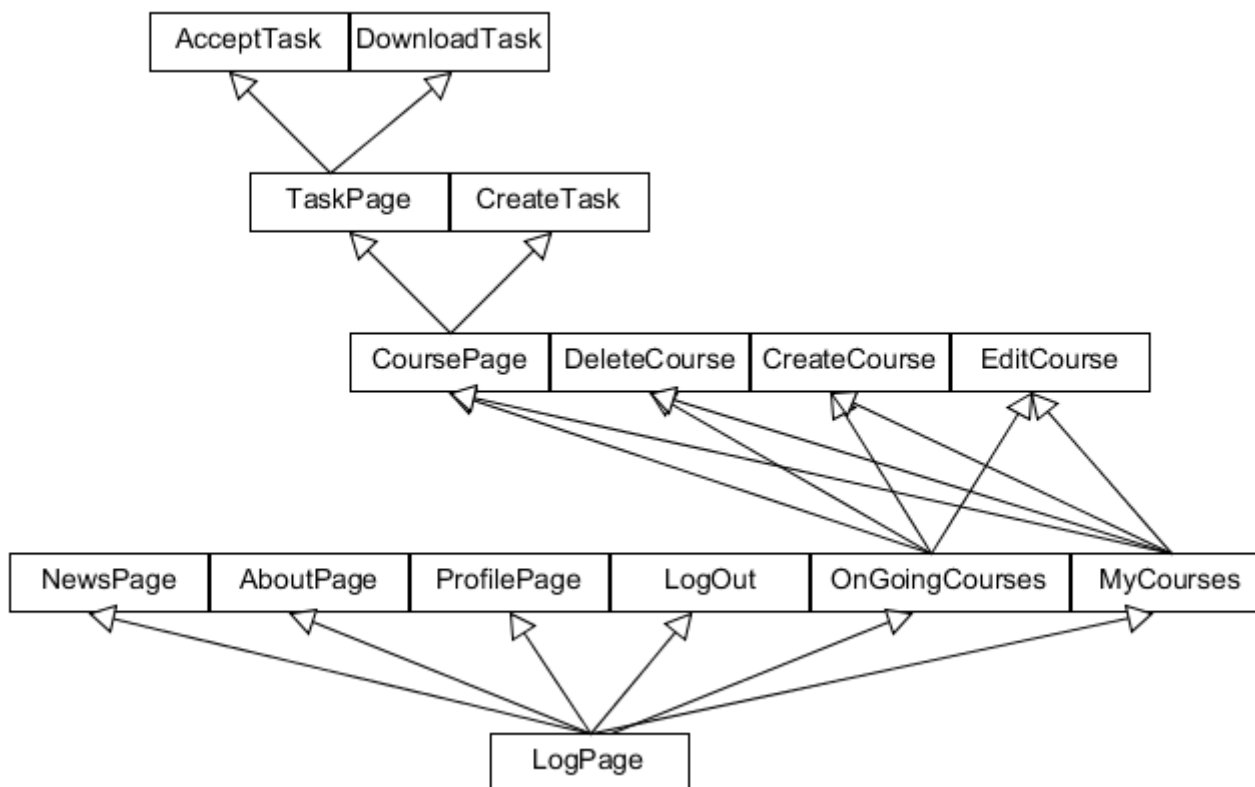 AcceptTask DownloadTask
TaskPage CreateTask
CoursePage DeleteCourse CreateCourse EditCourse
NewsPage AboutPage ProfilePage LogOut OnGoingCourses MyCourses
LogPage